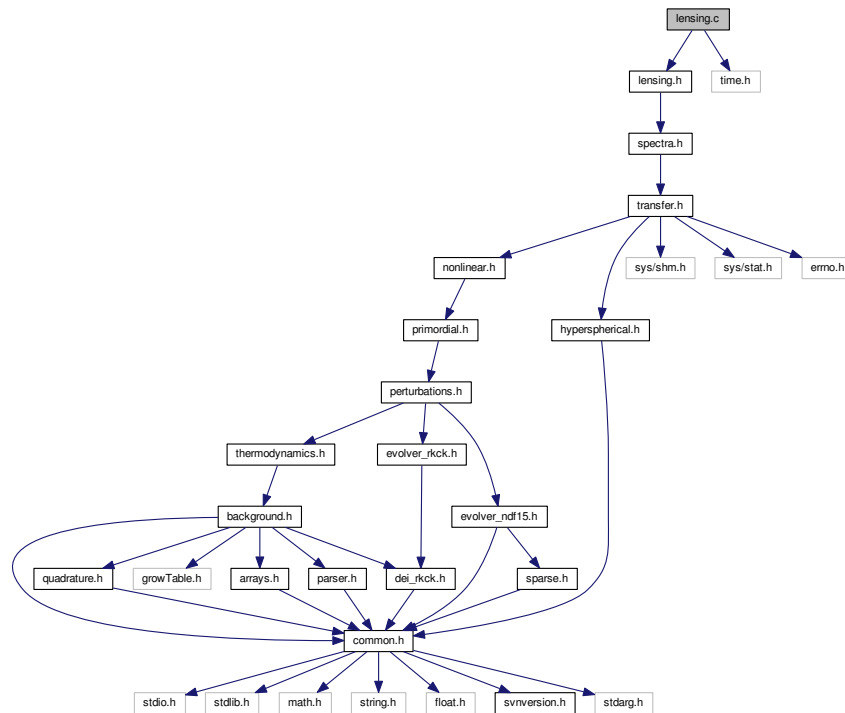 lensing.c
lensing.h
time.h
spectra.h
transfer.h
nonlinear.h
sys/shm.h
sys/stat.h
errno.h
primordial.h
hyperspherical.h
perturbations.h
thermodynamics.h
evolver_rkck.h
background.h
evolver_ndf15.h
quadrature.h
growTable.h
arrays.h
parser.h
dei_rkck.h
sparse.h
common.h
stdio.h
stdlib.h
math.h
string.h
float.h
svnversion.h
stdarg.h